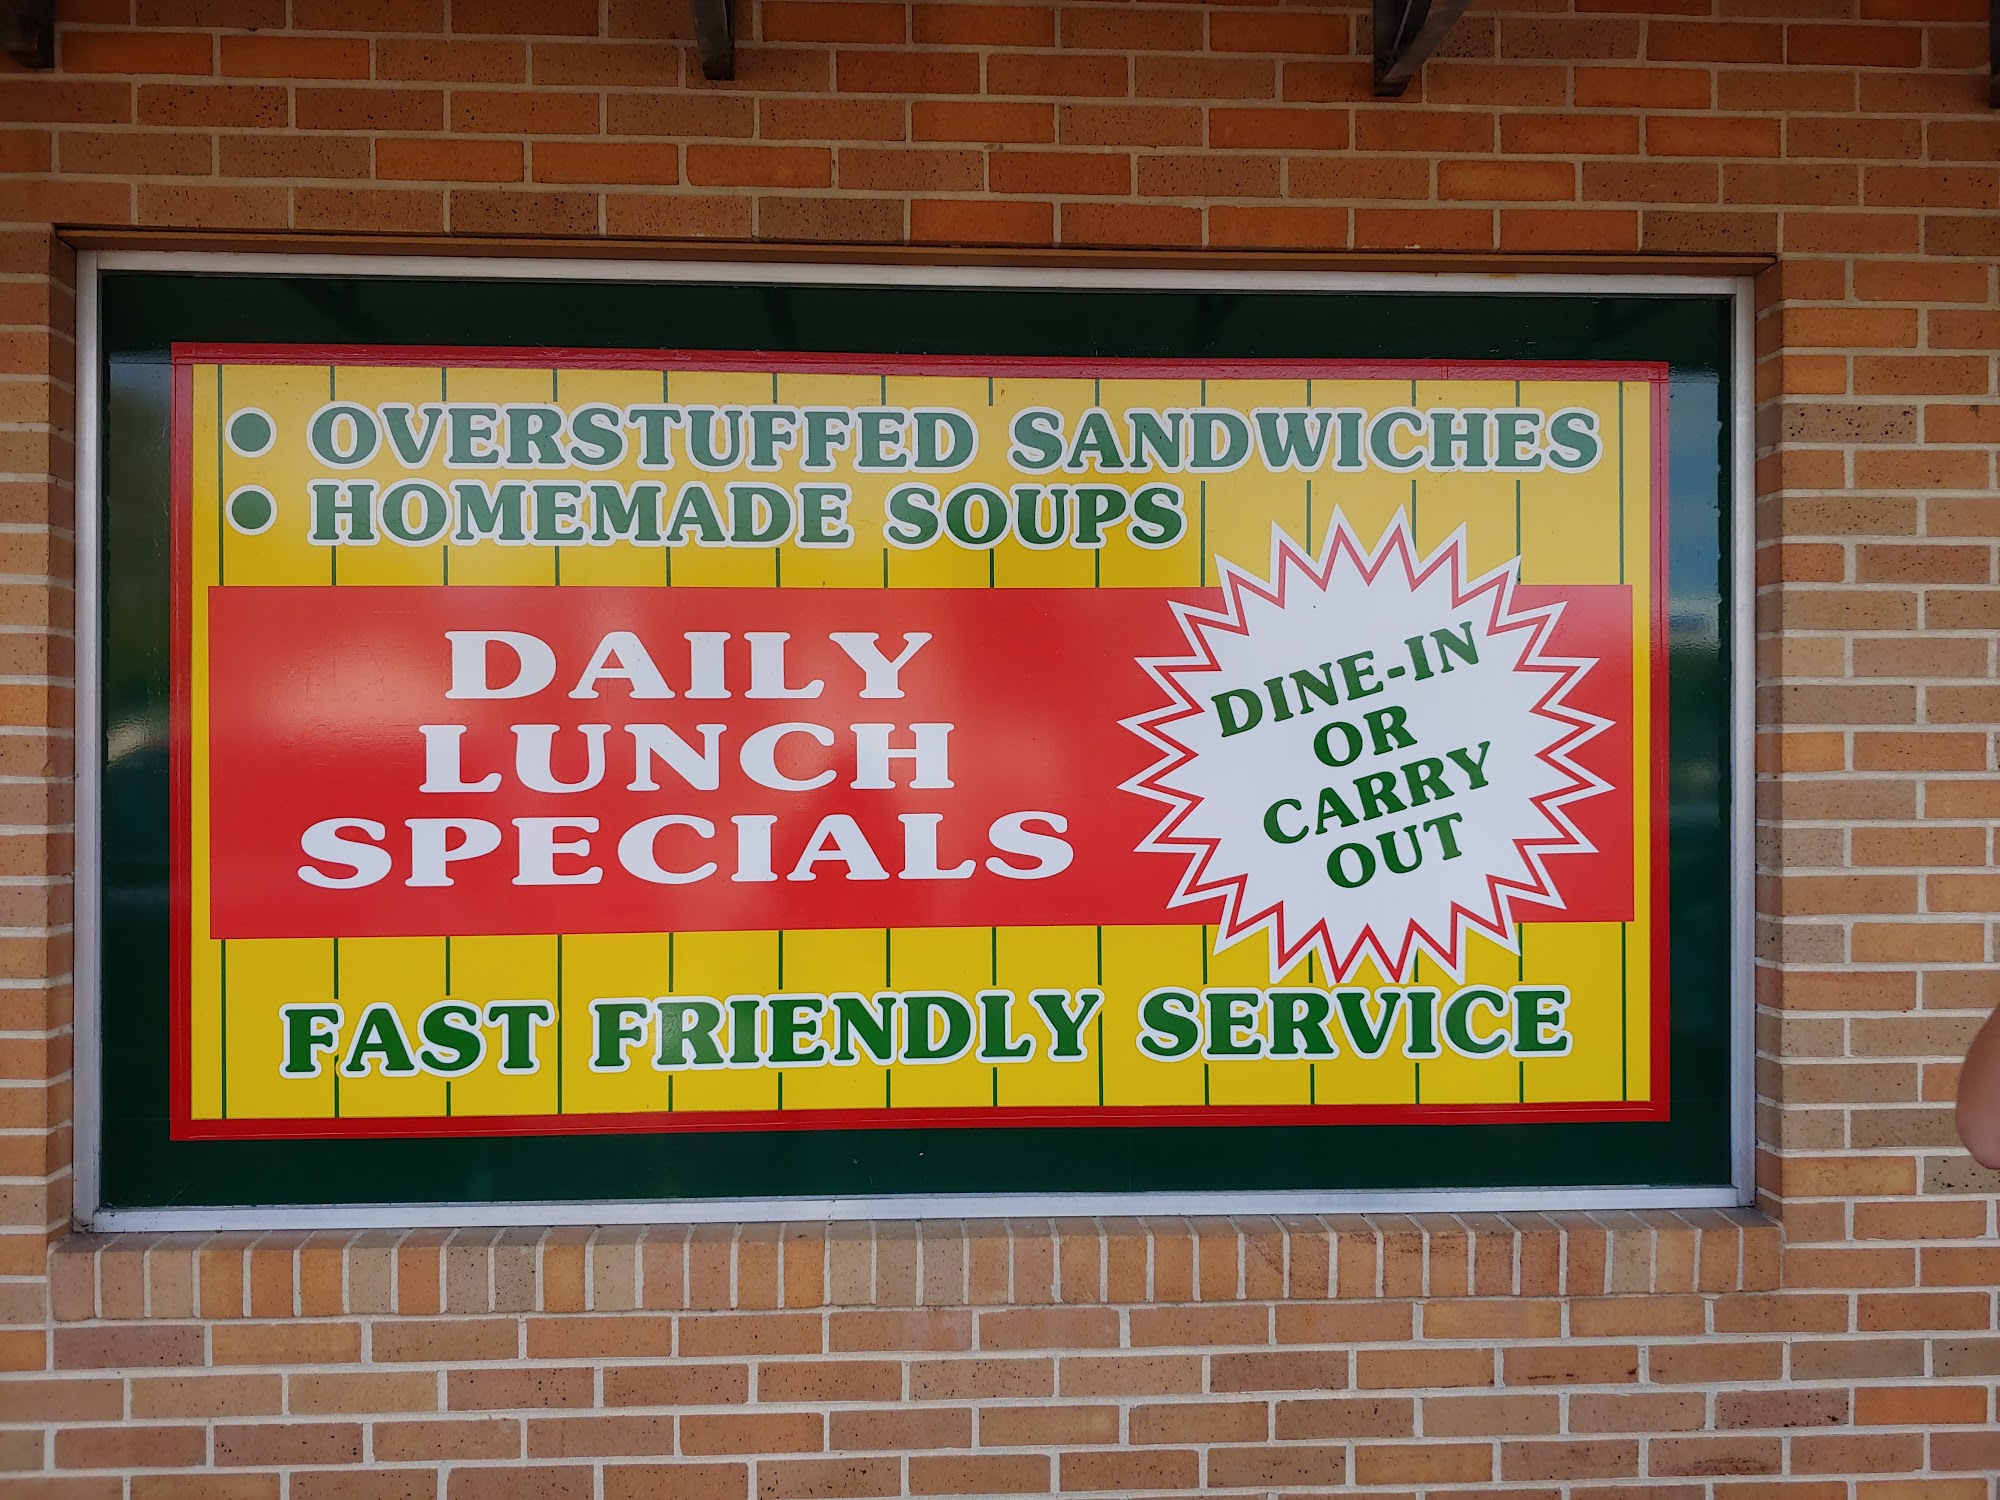 • OVERSTUFFED SANDWICHES
• HOMEMADE SOUPS
DAILY
LUNCH
SPECIALS
DINE-IN
OR
CARRY
OUT
FAST FRIENDLY SERVICE